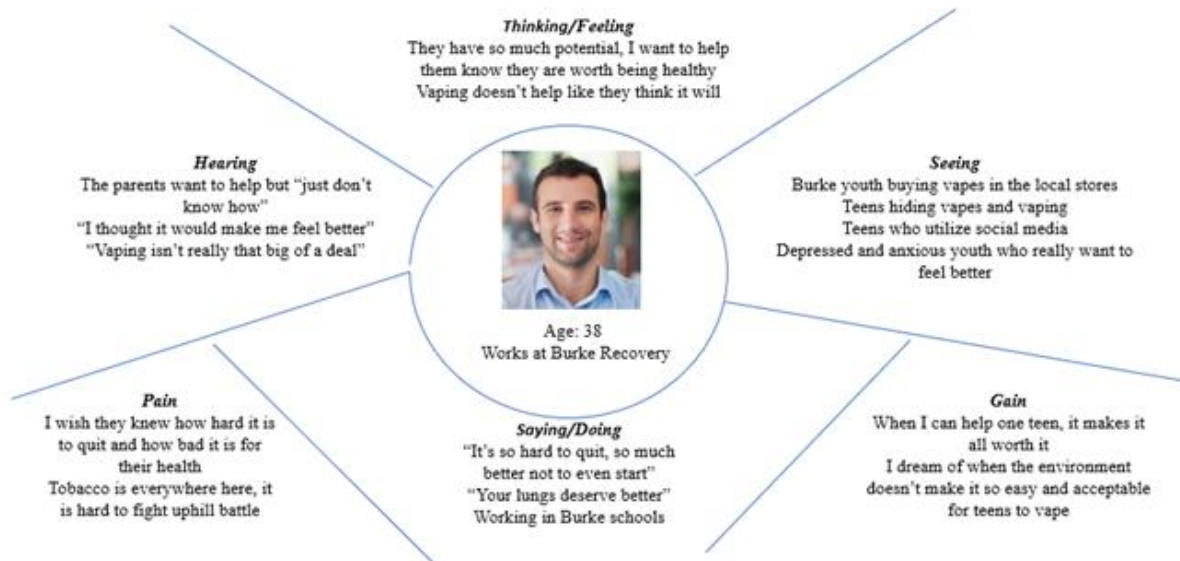 Thinking/Feeling
They have so much potential, I want to help
them know they are worth being healthy
Vaping doesn't help like they think it will
Hearing
The parents want to help but “just don't
know how”
“I thought it would make me feel better”
“Vaping isn't really that big of a deal”
Seeing
Burke youth buying vapes in the local stores
Teens hiding vapes and vaping
Teens who utilize social media
Depressed and anxious youth who really want to
feel better
Age: 38
Works at Burke Recovery
Pain
I wish they knew how hard it is
to quit and how bad it is for
their health
Tobacco is everywhere here, it
is hard to fight uphill battle
Saying/Doing
“It's so hard to quit, so much
better not to even start”
“Your lungs deserve better”
Working in Burke schools
Gain
When I can help one teen, it makes it
all worth it
I dream of when the environment
doesn't make it so easy and acceptable
for teens to vape